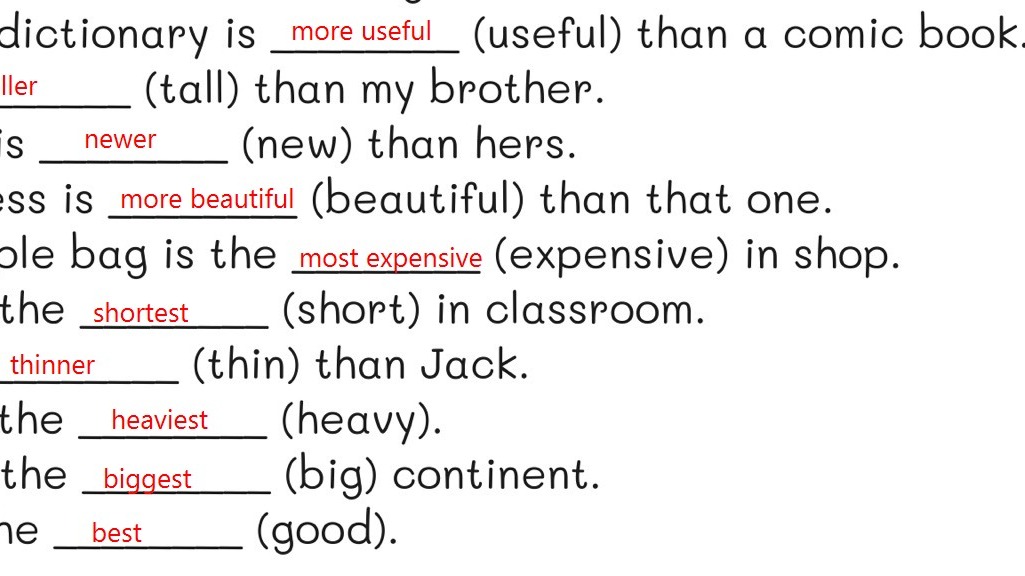 dictionary is more useful (useful) than a comic book.
ller (tall) than my brother.
is newer (new) than hers.
ess is more beautiful (beautiful) than that one.
ple bag is the most expensive (expensive) in shop.
the shortest (short) in classroom.
thinner (thin) than Jack.
the heaviest (heavy).
the biggest (big) continent.
he best (good).